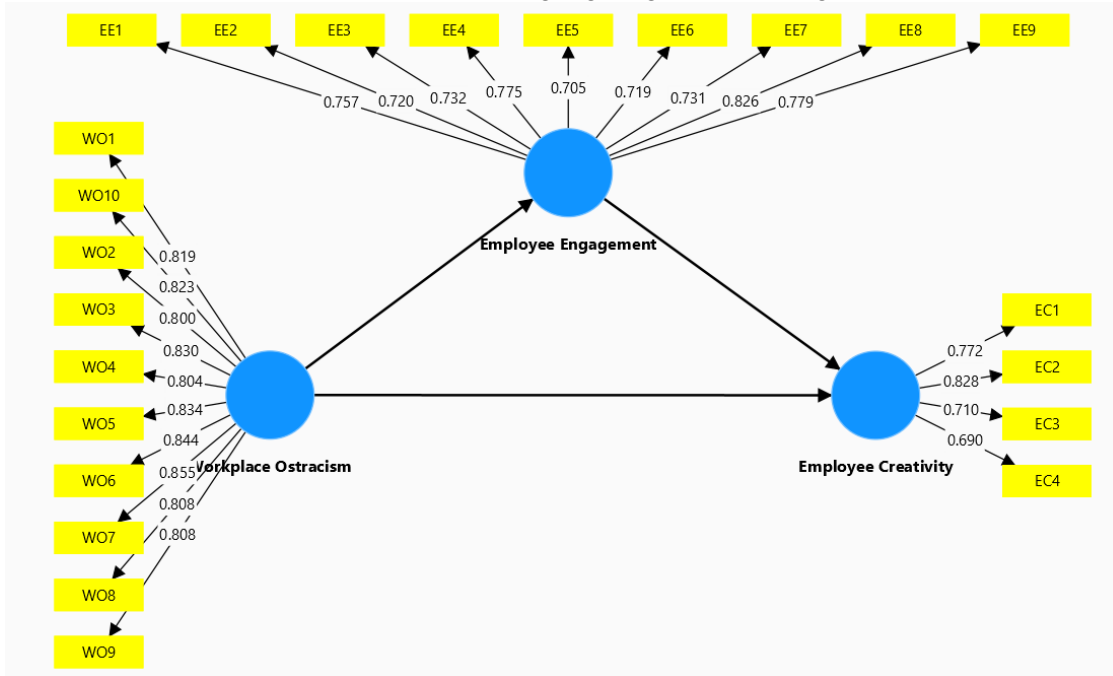 EE1 EE2 EE3 EE4 EE5 EE6 EE7 EE8 EE9
0.757 0.720 0.732 0.775 0.705 0.719 0.731 0.826 0.779
WO1
WO10
WO2
WO3
WO4
WO5
WO6
WO7
WO8
WO9
0.819
0.823
0.800
0.830
0.804
0.834
0.844
0.855
0.808
0.808
Employee Engagement
Workplace Ostracism
Employee Creativity
0.772
0.828
0.710
0.690
EC1
EC2
EC3
EC4